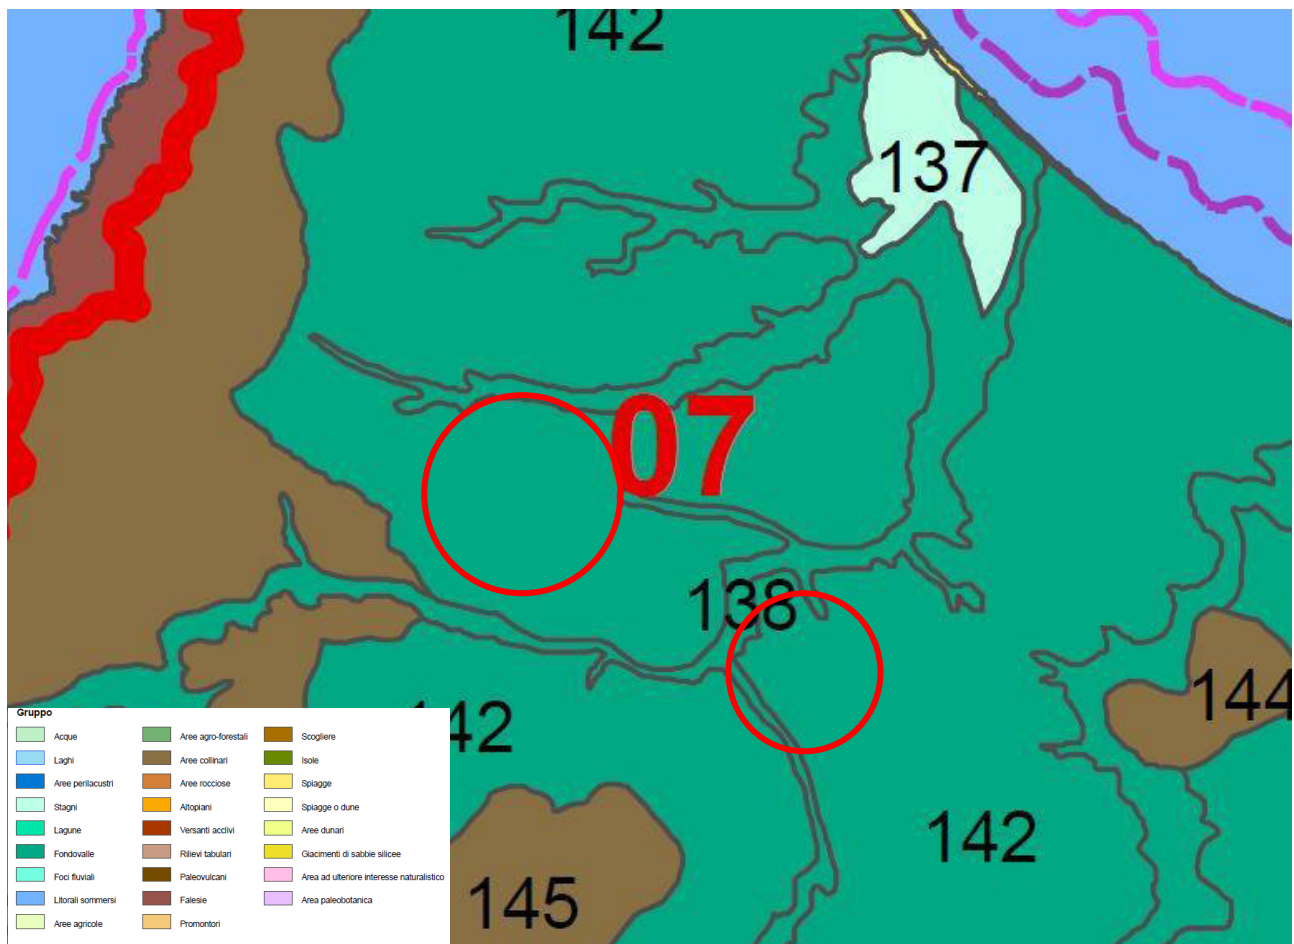 142
137
07
138
144
142
142
145
Gruppo
Acque
Laghi
Aree perilacustri
Stagni
Lagune
Fondovalle
Foci fluviali
Litorali sommersi
Aree agricole
Aree agro-forestali
Aree collinari
Aree rocciose
Altopiani
Versanti acclivi
Rilievi tabulari
Paleovulcani
Falesie
Promontori
Scogliere
Isole
Spiagge
Spiagge o dune
Aree dunari
Giacimenti di sabbie silicee
Area ad ulteriore interesse naturalistico
Area paleobotanica